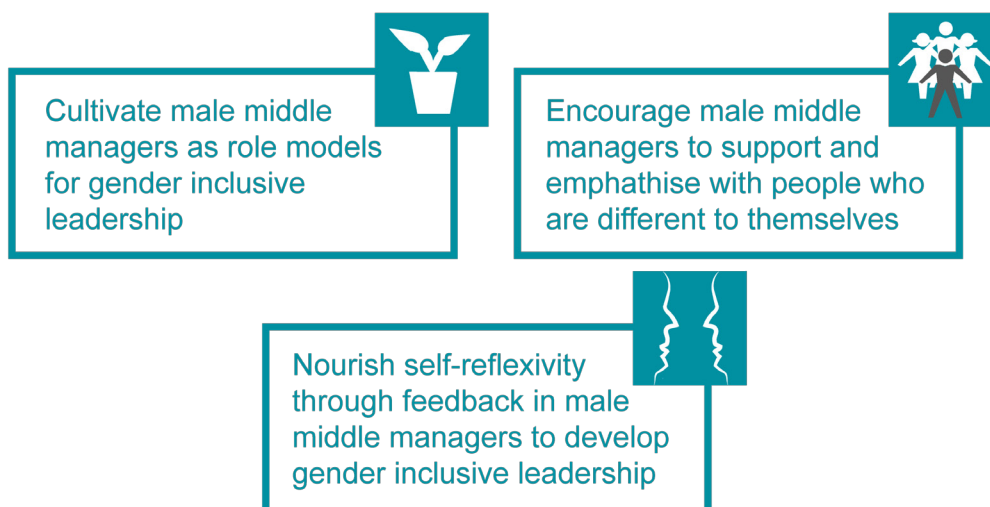 Cultivate male middle
managers as role models
for gender inclusive
leadership
Encourage male middle
managers to support and
emphathise with people who
are different to themselves
Nourish self-reflexivity
through feedback in male
middle managers to develop
gender inclusive leadership